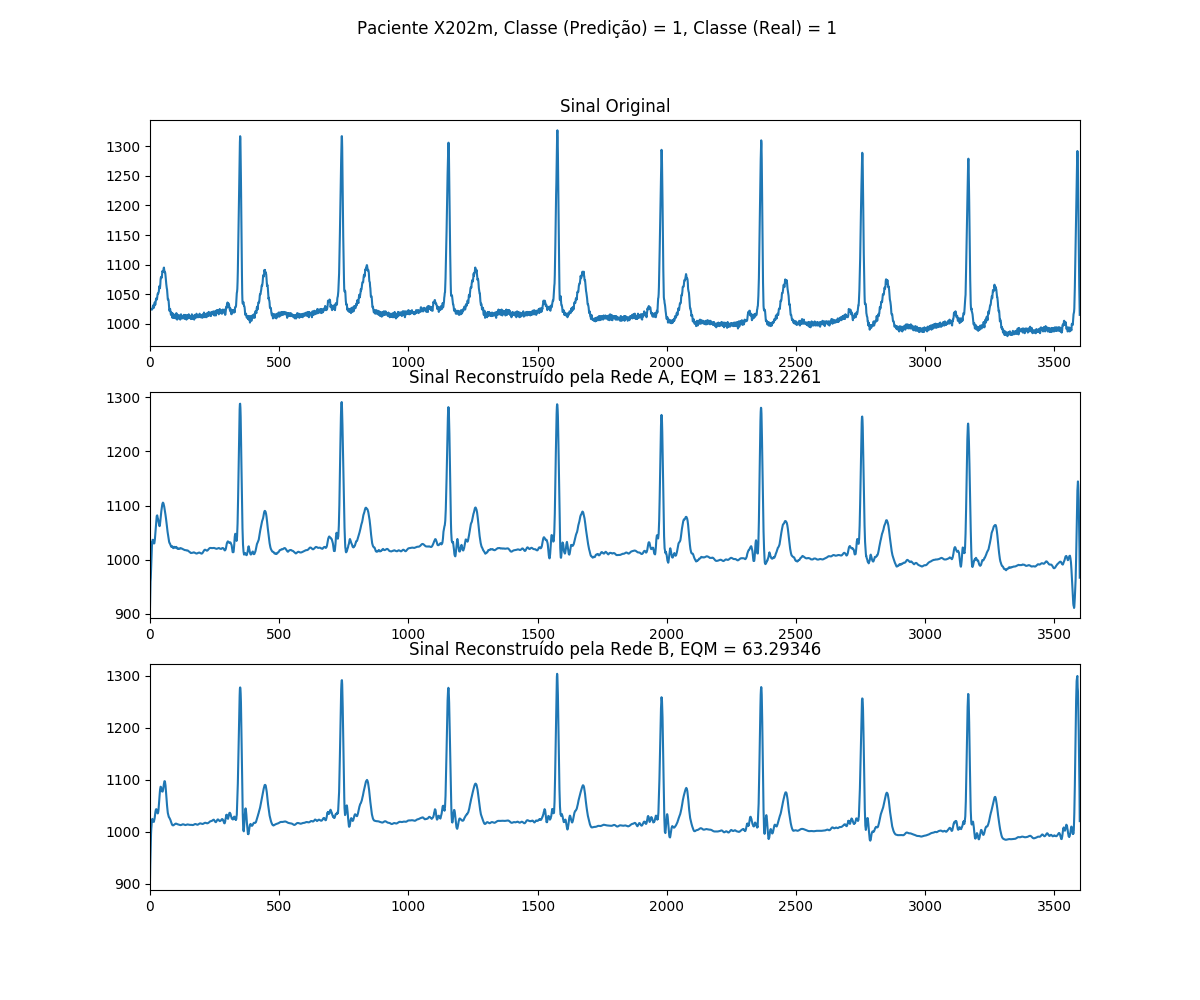 Paciente X202m, Classe (Predição) = 1, Classe (Real) = 1
Sinal Original
1300
1250
1200
1150
1100
1050
1000
0 500 1000 1500 2000 2500 3000 3500
Sinal Reconstruído pela Rede A, EQM = 183.2261
1300
1200
1100
1000
900
0 500 1000 1500 2000 2500 3000 3500
Sinal Reconstruído pela Rede B, EQM = 63.29346
1300
1200
1100
1000
900
0 500 1000 1500 2000 2500 3000 3500